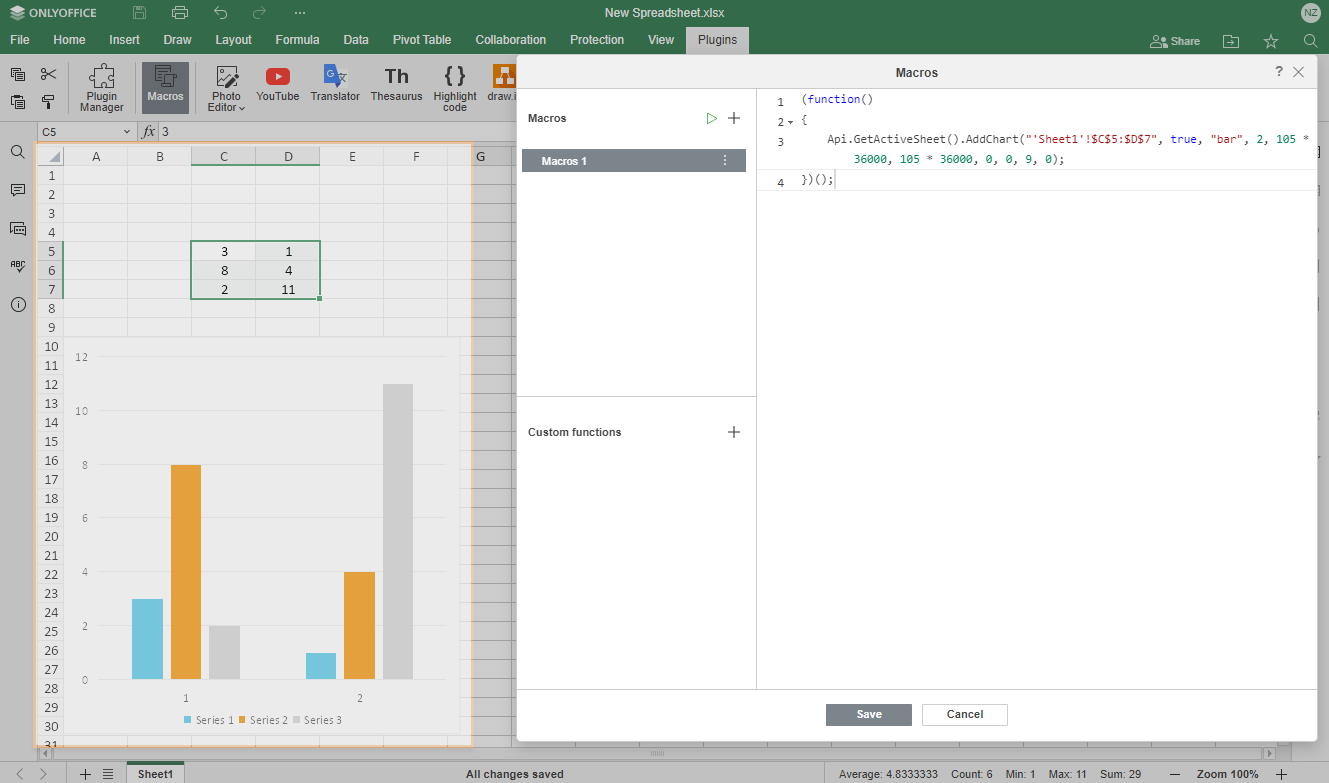 ONLYOFFICE
New Spreadsheet.xlsx
NZ
File Home Insert Draw Layout Formula Data Pivot Table Collaboration Protection View Plugins
Share
Plugin Manager
Macros
Photo Editor
YouTube
Translator
Th
Thesaurus
{ }
Highlight code
Macros
?
C5
fx 3
A B C D E F G
1
2
3
4
5 3 1
6 8 4
7 2 11
8
9
10
11
12
13
14
15
16
17
18
19
20
21
22
23
24
25
26
27
28
29
30
31
12
10
8
6
4
2
0
1 2
Series 1 Series 2 Series 3
Macros
Macros 1
Custom functions
1 (function()
2 {
3 Api.GetActiveSheet().AddChart("'Sheet1'!$C$5:$D$7", true, "bar", 2, 105 *
36000, 105 * 36000, 0, 0, 9, 0);
4 })();
Save Cancel
Sheet1
All changes saved
Average: 4.8333333 Count: 6 Min: 1 Max: 11 Sum: 29
Zoom 100%